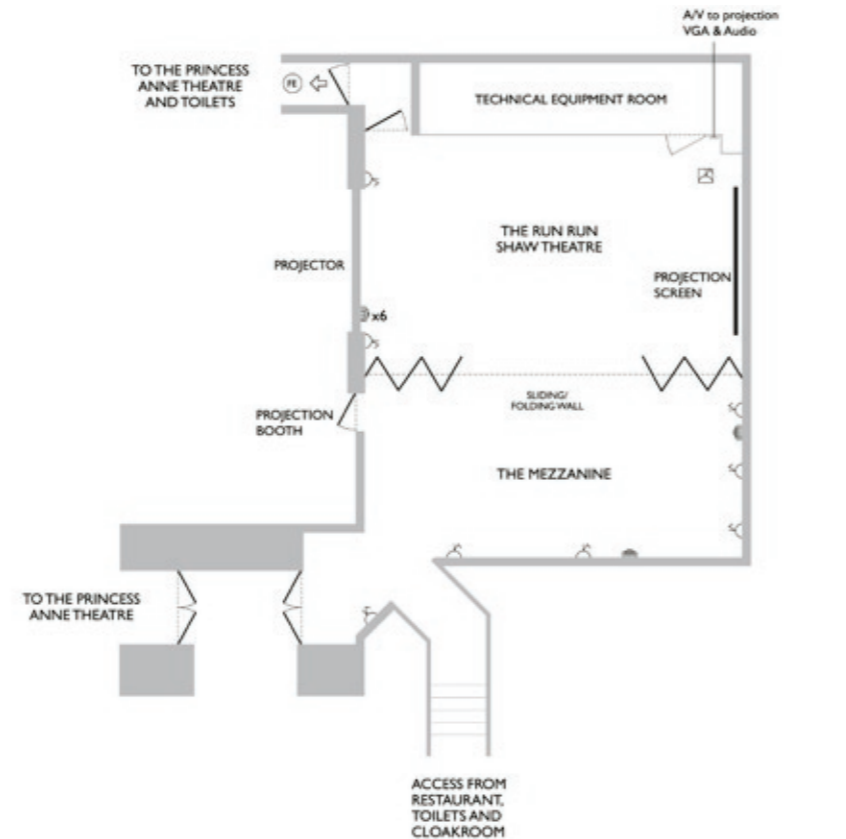 A/V to projection
VGA & Audio
TO THE PRINCESS
ANNE THEATRE
AND TOILETS
FE
TECHNICAL EQUIPMENT ROOM
THE RUN RUN
SHAW THEATRE
PROJECTOR
PROJECTION
SCREEN
x6
SLIDING/
FOLDING WALL
PROJECTION
BOOTH
THE MEZZANINE
TO THE PRINCESS
ANNE THEATRE
ACCESS FROM
RESTAURANT,
TOILETS AND
CLOAKROOM